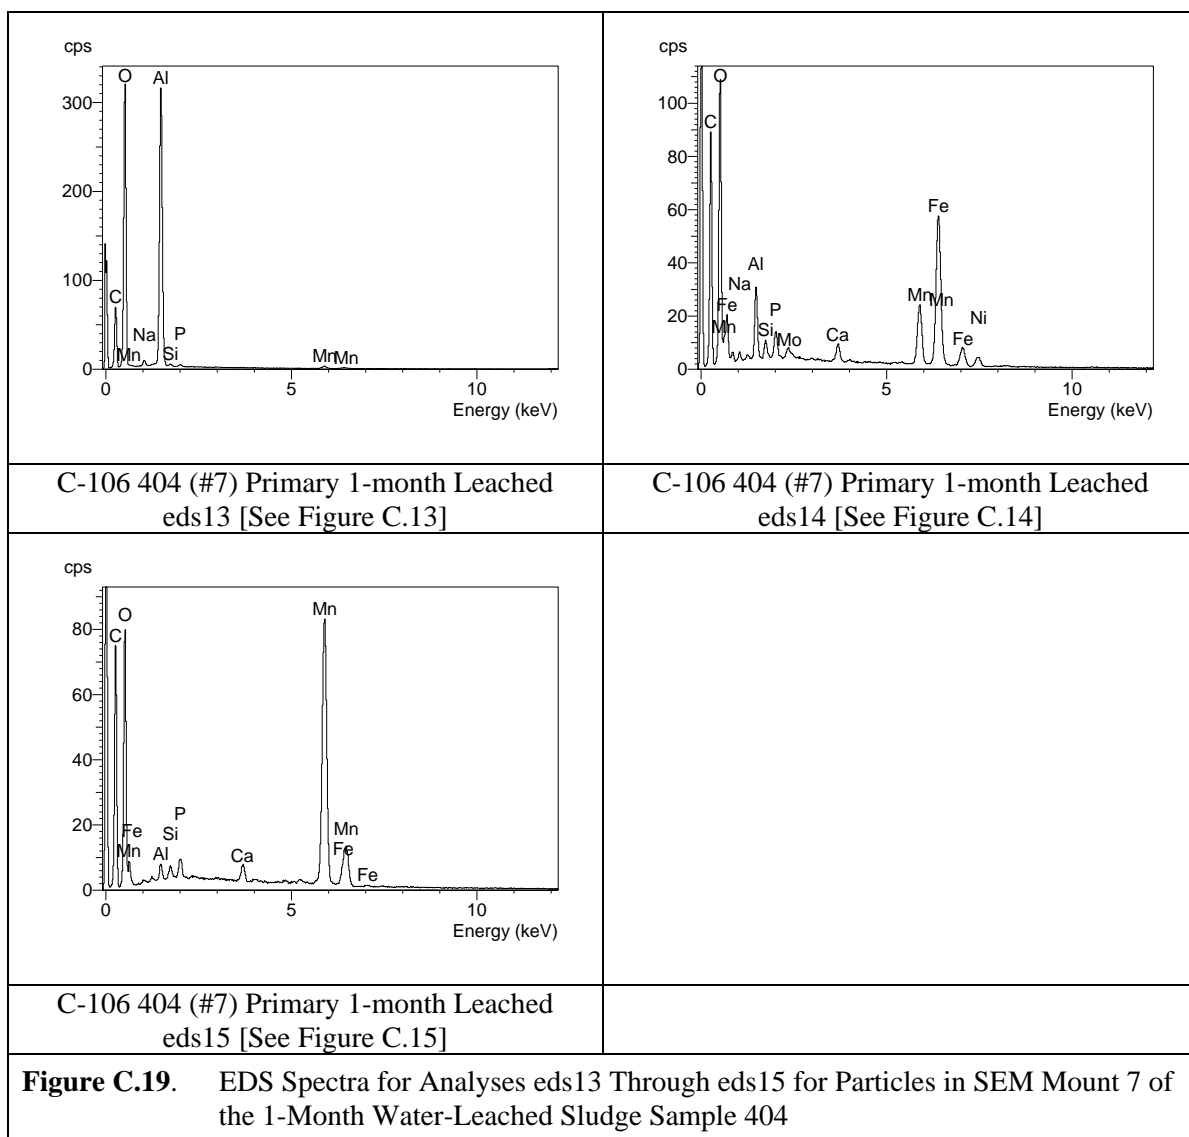 cps
O
Al
300
200
100
C
Na
P
Mn
Si
Mn Mn
0
0 5 10
Energy (keV)
C-106 404 (#7) Primary 1-month Leached
eds13 [See Figure C.13]
cps
O
100
C
80
60
Fe
40
Al
Na
Mn Mn
Fe
P
Ni
20
Mn
Si
Mo
Ca
Fe
0
0 5 10
Energy (keV)
C-106 404 (#7) Primary 1-month Leached
eds14 [See Figure C.14]
cps
Mn
O
C
80
60
40
20
P
Fe
Si
Mn
Mn
Al
Ca
Fe
Fe
0
0 5 10
Energy (keV)
C-106 404 (#7) Primary 1-month Leached
eds15 [See Figure C.15]
Figure C.19. EDS Spectra for Analyses eds13 Through eds15 for Particles in SEM Mount 7 of
the 1-Month Water-Leached Sludge Sample 404